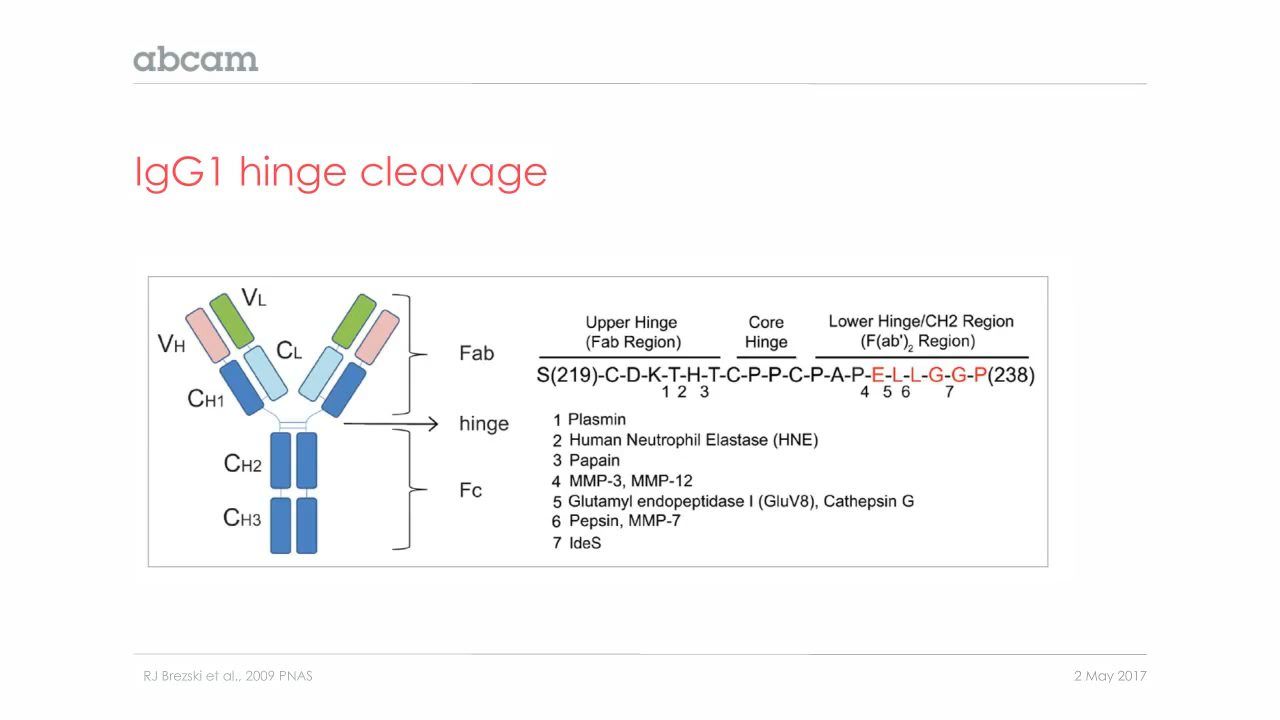 abcam
IgG1 hinge cleavage
VL
VH
CL
CH1
CH2
CH3
Fab
hinge
Fc
Upper Hinge
(Fab Region)
Core
Hinge
Lower Hinge/CH2 Region
(F(ab')2 Region)
S(219)-C-D-K-T-H-T-C-P-P-C-P-A-P-E-L-L-G-G-P(238)
1 2 3 4 5 6 7
1 Plasmin
2 Human Neutrophil Elastase (HNE)
3 Papain
4 MMP-3, MMP-12
5 Glutamyl endopeptidase I (GluV8), Cathepsin G
6 Pepsin, MMP-7
7 IdeS
RJ Brezski et al., 2009 PNAS
2 May 2017